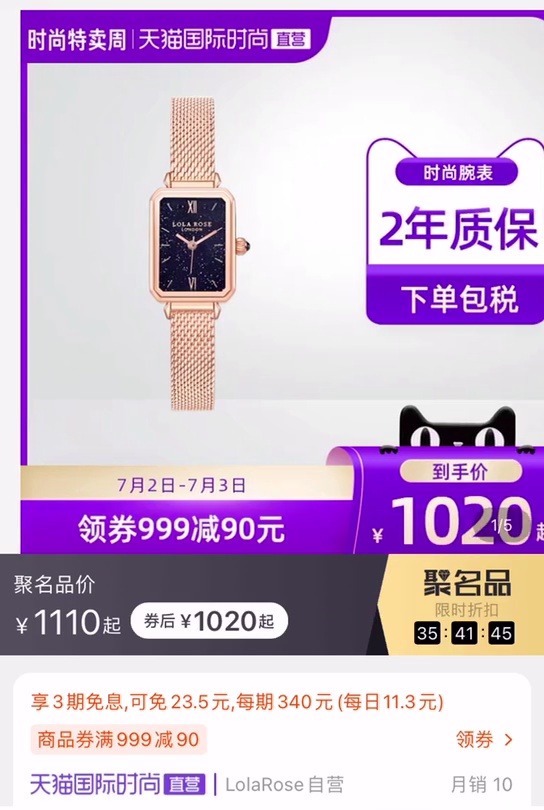 时尚特卖周|天猫国际时尚 直营
时尚腕表
XII
LOLA ROSE
LONDON
VI
2年质保
下单包税
到手价
7月2日-7月3日
领券999减90元
¥1020起
1/5
聚名品价
¥1110起 券后¥1020起
聚名品
限时折扣
35:41:45
享3期免息,可免23.5元,每期340元(每日11.3元)
商品券满999减90 领券 >
天猫国际时尚 直营 | LolaRose自营 月销10